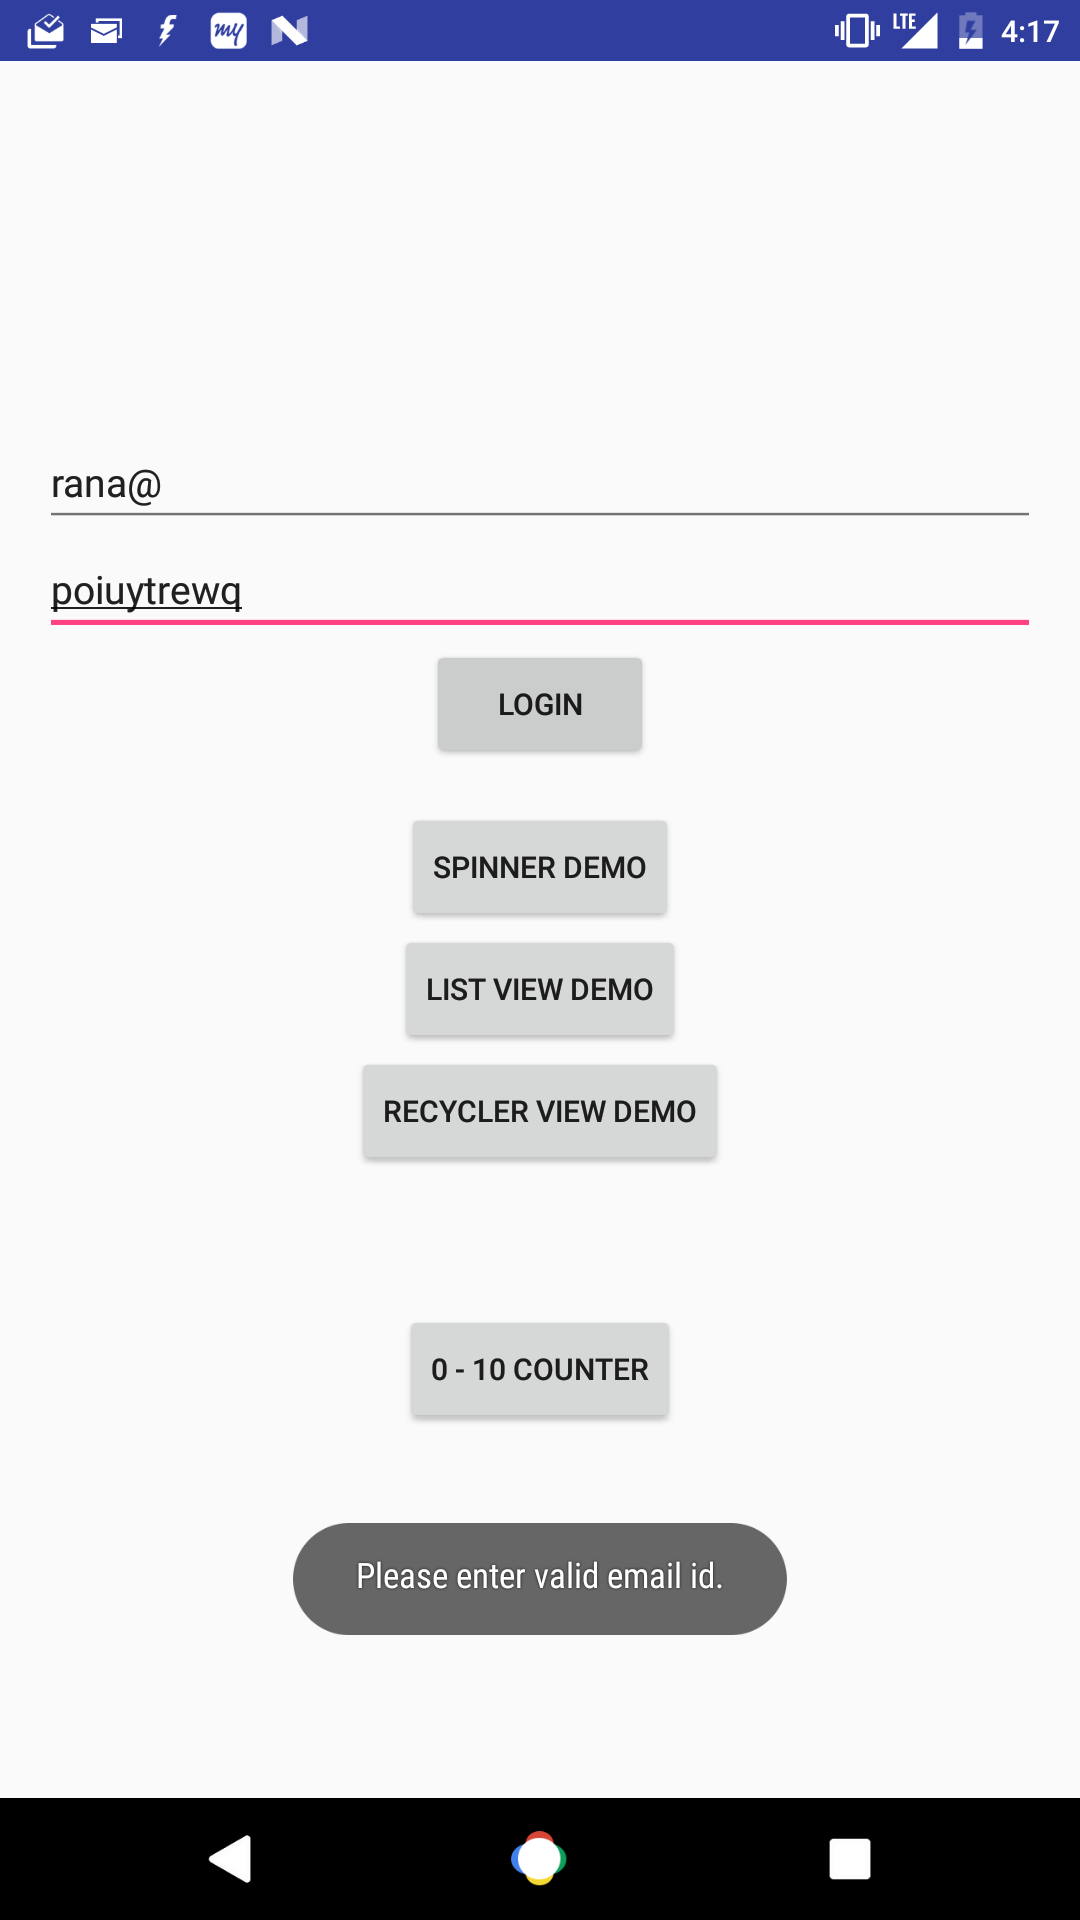 my LTE 4:17
rana@
poiuytrewq
LOGIN
SPINNER DEMO
LIST VIEW DEMO
RECYCLER VIEW DEMO
0 - 10 COUNTER
Please enter valid email id.